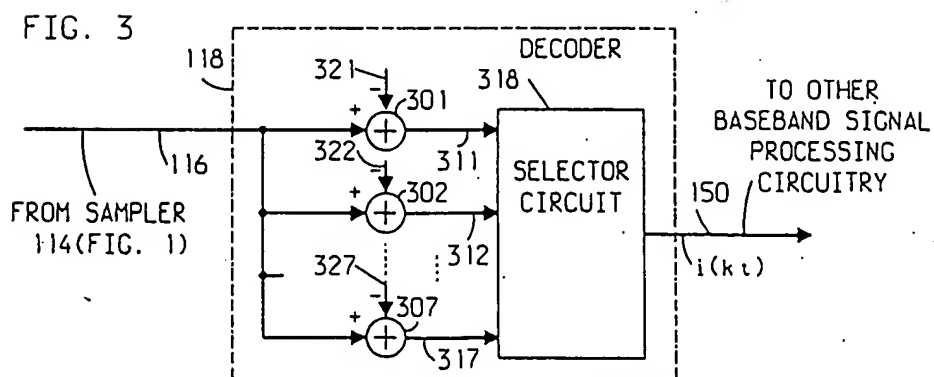 FIG. 3
118
DECODER
321
318
TO OTHER
BASEBAND SIGNAL
PROCESSING
CIRCUITRY
−
+
+
301
116
311
322
−
+
+
302
SELECTOR
CIRCUIT
150
FROM SAMPLER
114(FIG. 1)
312
i(kt)
327
−
+
+
307
317